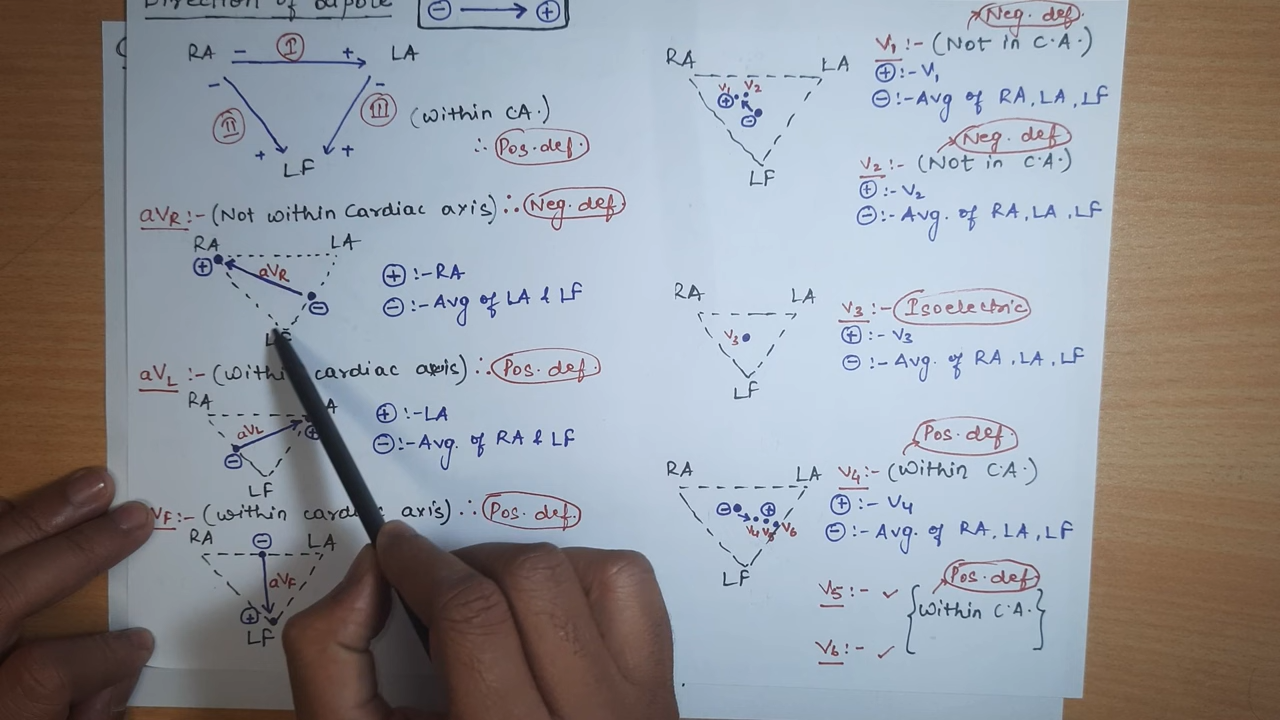 Direction of Dipole
⊖ → ⊕
RA − I + LA
− −
II III (within CA.)
+ + ∴ Pos.def.
LF
aVR :- (Not within Cardiac axis) ∴ Neg. def
RA LA
⊕ aVR ⊕ :- RA
⊖ ⊖ :- Avg of LA & LF
aVL :- (within cardiac axis) ∴ Pos. def.
RA
aVL ⊕ ⊕ :- LA
⊖ ⊖ :- Avg. of RA & LF
LF
VF :- (within cardiac axis) ∴ Pos. def
RA ⊖ LA
aVF
⊕
LF
Neg. def.
V1 :- (Not in C.A.)
RA LA ⊕ :- V1
V1 V2 ⊖ :- Avg of RA, LA, LF
⊕
⊖
LF
Neg. def
V2 :- (Not in C.A.)
⊕ :- V2
⊖ :- Avg. of RA, LA, LF
RA LA V3 :- Isoelectric
V3 ⊕ :- V3
⊖ :- Avg. of RA, LA, LF
LF
Pos. def
RA LA V4 :- (Within C.A.)
⊖ ⊕ ⊕ :- V4
V4 V5 V6 ⊖ :- Avg. of RA, LA, LF
LF
Pos. def
V5 :- ✓ {Within C.A.}
V6 :- ✓